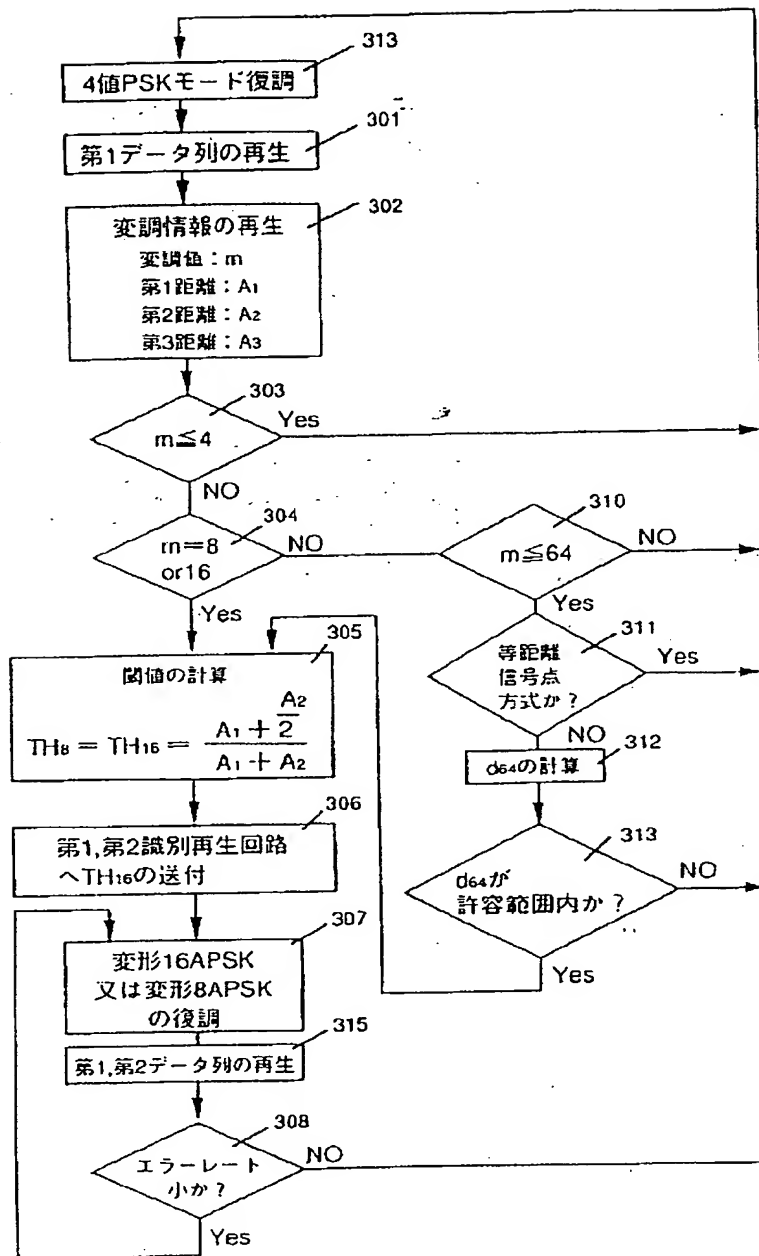 313
4値PSKモード復調
301
第1データ列の再生
302
変調情報の再生
変調値：m
第1距離：A1
第2距離：A2
第3距離：A3
303
m≦4
Yes
NO
304
m=8
or16
NO
Yes
310
m≦64
NO
Yes
311
等距離
信号点
方式か？
Yes
NO
312
d64の計算
313
d64が
許容範囲内か？
NO
Yes
305
閾値の計算
TH8 = TH16 = (A1 + A2/2) / (A1 + A2)
306
第1,第2識別再生回路
へTH16の送付
307
変形16APSK
又は変形8APSK
の復調
315
第1,第2データ列の再生
308
エラーレート
小か？
NO
Yes